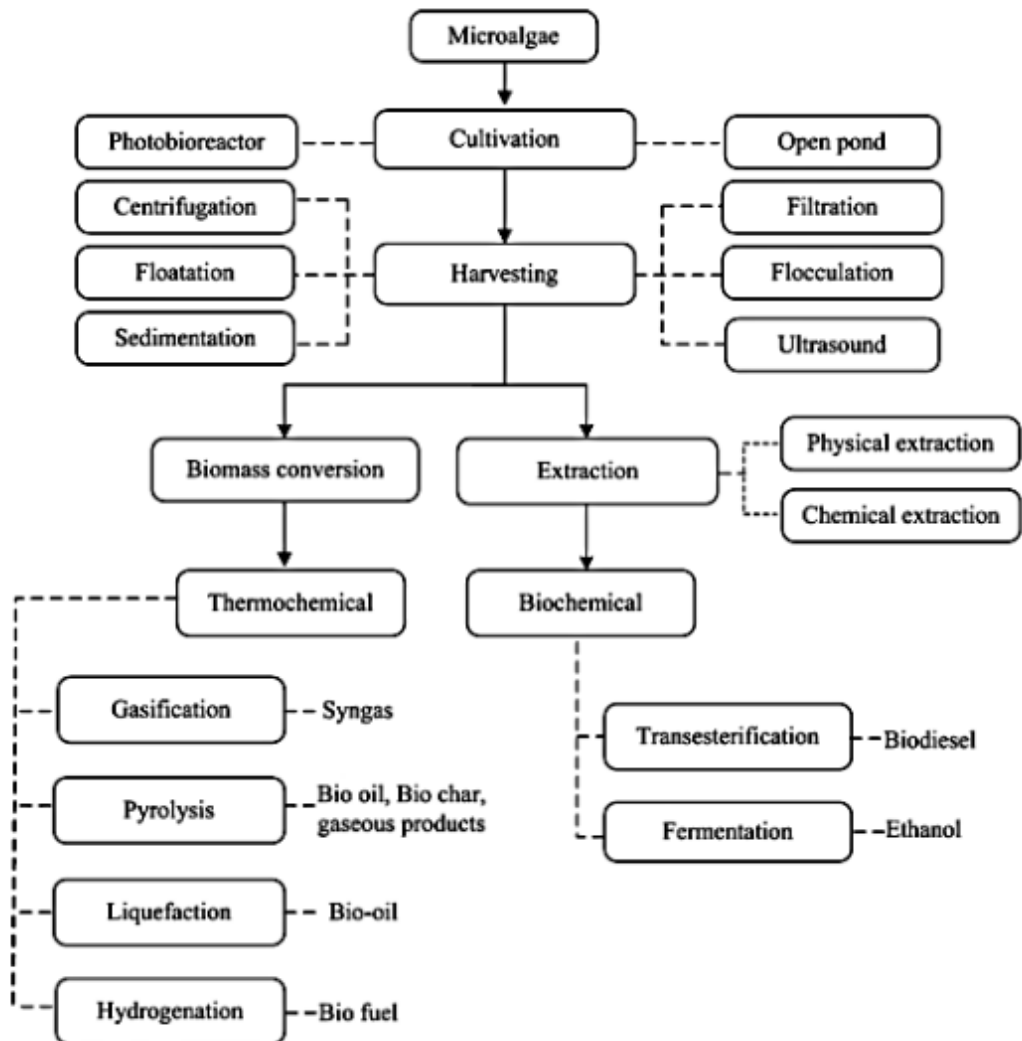 Microalgae
Photobioreactor
Cultivation
Open pond
Centrifugation
Filtration
Floatation
Harvesting
Flocculation
Sedimentation
Ultrasound
Biomass conversion
Extraction
Physical extraction
Chemical extraction
Thermochemical
Biochemical
Gasification
Syngas
Transesterification
Biodiesel
Pyrolysis
Bio oil, Bio char,
gaseous products
Fermentation
Ethanol
Liquefaction
Bio-oil
Hydrogenation
Bio fuel